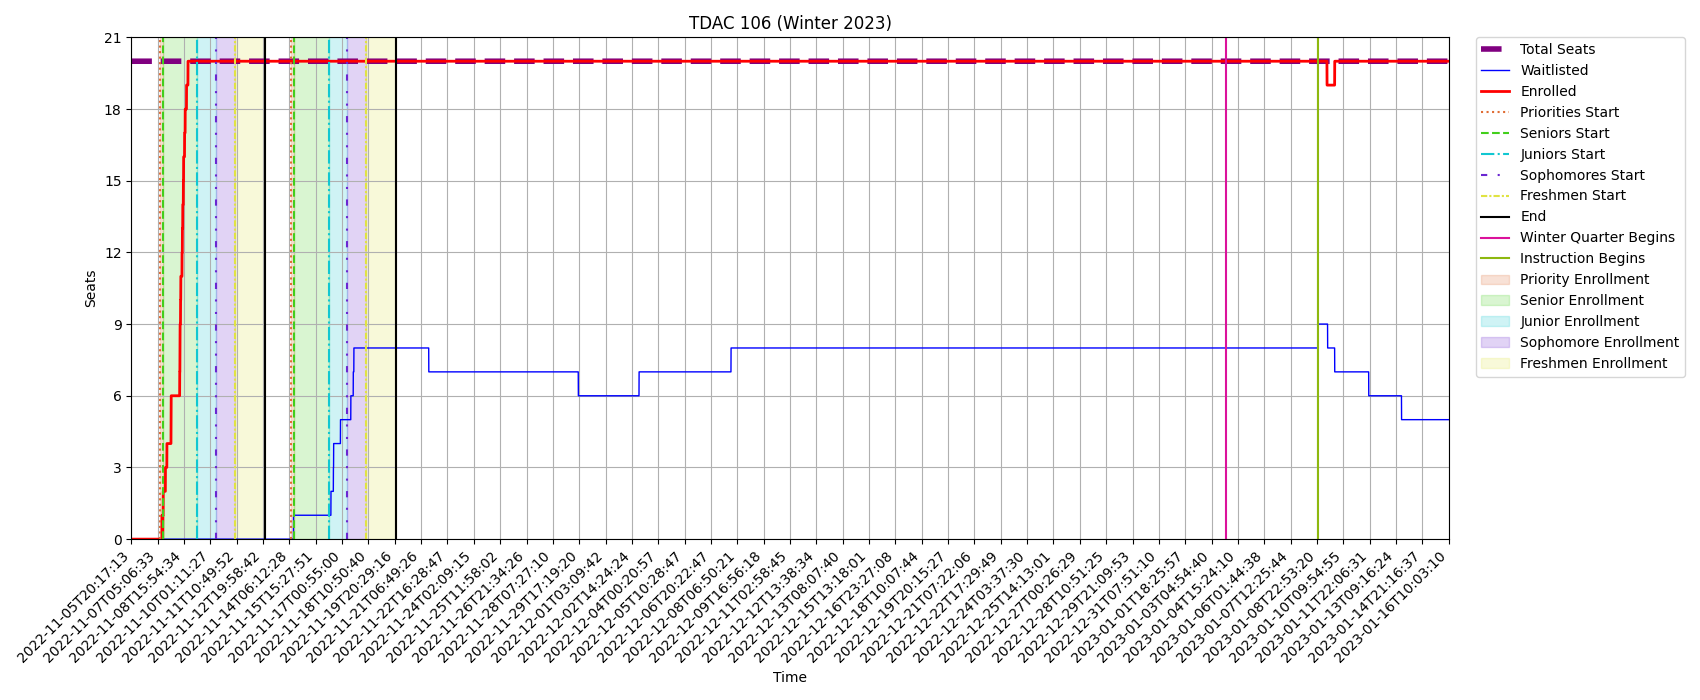 TDAC 106 (Winter 2023)
21
18
15
12
9
6
3
0
Seats
2022-11-05T20:17:13
2022-11-07T05:06:33
2022-11-08T15:54:34
2022-11-10T01:11:27
2022-11-11T10:49:52
2022-11-12T19:58:42
2022-11-14T06:12:28
2022-11-15T15:27:51
2022-11-17T00:55:00
2022-11-18T10:50:40
2022-11-19T20:29:16
2022-11-21T06:49:26
2022-11-22T16:28:47
2022-11-24T02:09:15
2022-11-25T11:58:02
2022-11-26T21:34:26
2022-11-28T07:27:10
2022-11-29T17:19:20
2022-12-01T03:09:42
2022-12-02T14:24:24
2022-12-04T00:20:57
2022-12-05T10:28:47
2022-12-06T20:22:47
2022-12-08T06:50:21
2022-12-09T16:56:18
2022-12-11T02:58:45
2022-12-12T13:38:34
2022-12-13T18:07:40
2022-12-15T13:18:01
2022-12-16T23:27:08
2022-12-18T10:07:44
2022-12-19T20:15:27
2022-12-21T07:22:06
2022-12-22T17:29:49
2022-12-24T03:37:30
2022-12-25T14:13:01
2022-12-27T00:26:29
2022-12-28T10:51:25
2022-12-29T21:09:53
2022-12-31T07:51:10
2023-01-01T18:25:57
2023-01-03T04:54:40
2023-01-04T15:24:10
2023-01-06T01:44:38
2023-01-07T12:25:44
2023-01-08T22:53:20
2023-01-10T09:54:55
2023-01-11T22:06:31
2023-01-13T09:16:24
2023-01-14T21:16:37
2023-01-16T10:03:10
Time
Total Seats
Waitlisted
Enrolled
Priorities Start
Seniors Start
Juniors Start
Sophomores Start
Freshmen Start
End
Winter Quarter Begins
Instruction Begins
Priority Enrollment
Senior Enrollment
Junior Enrollment
Sophomore Enrollment
Freshmen Enrollment